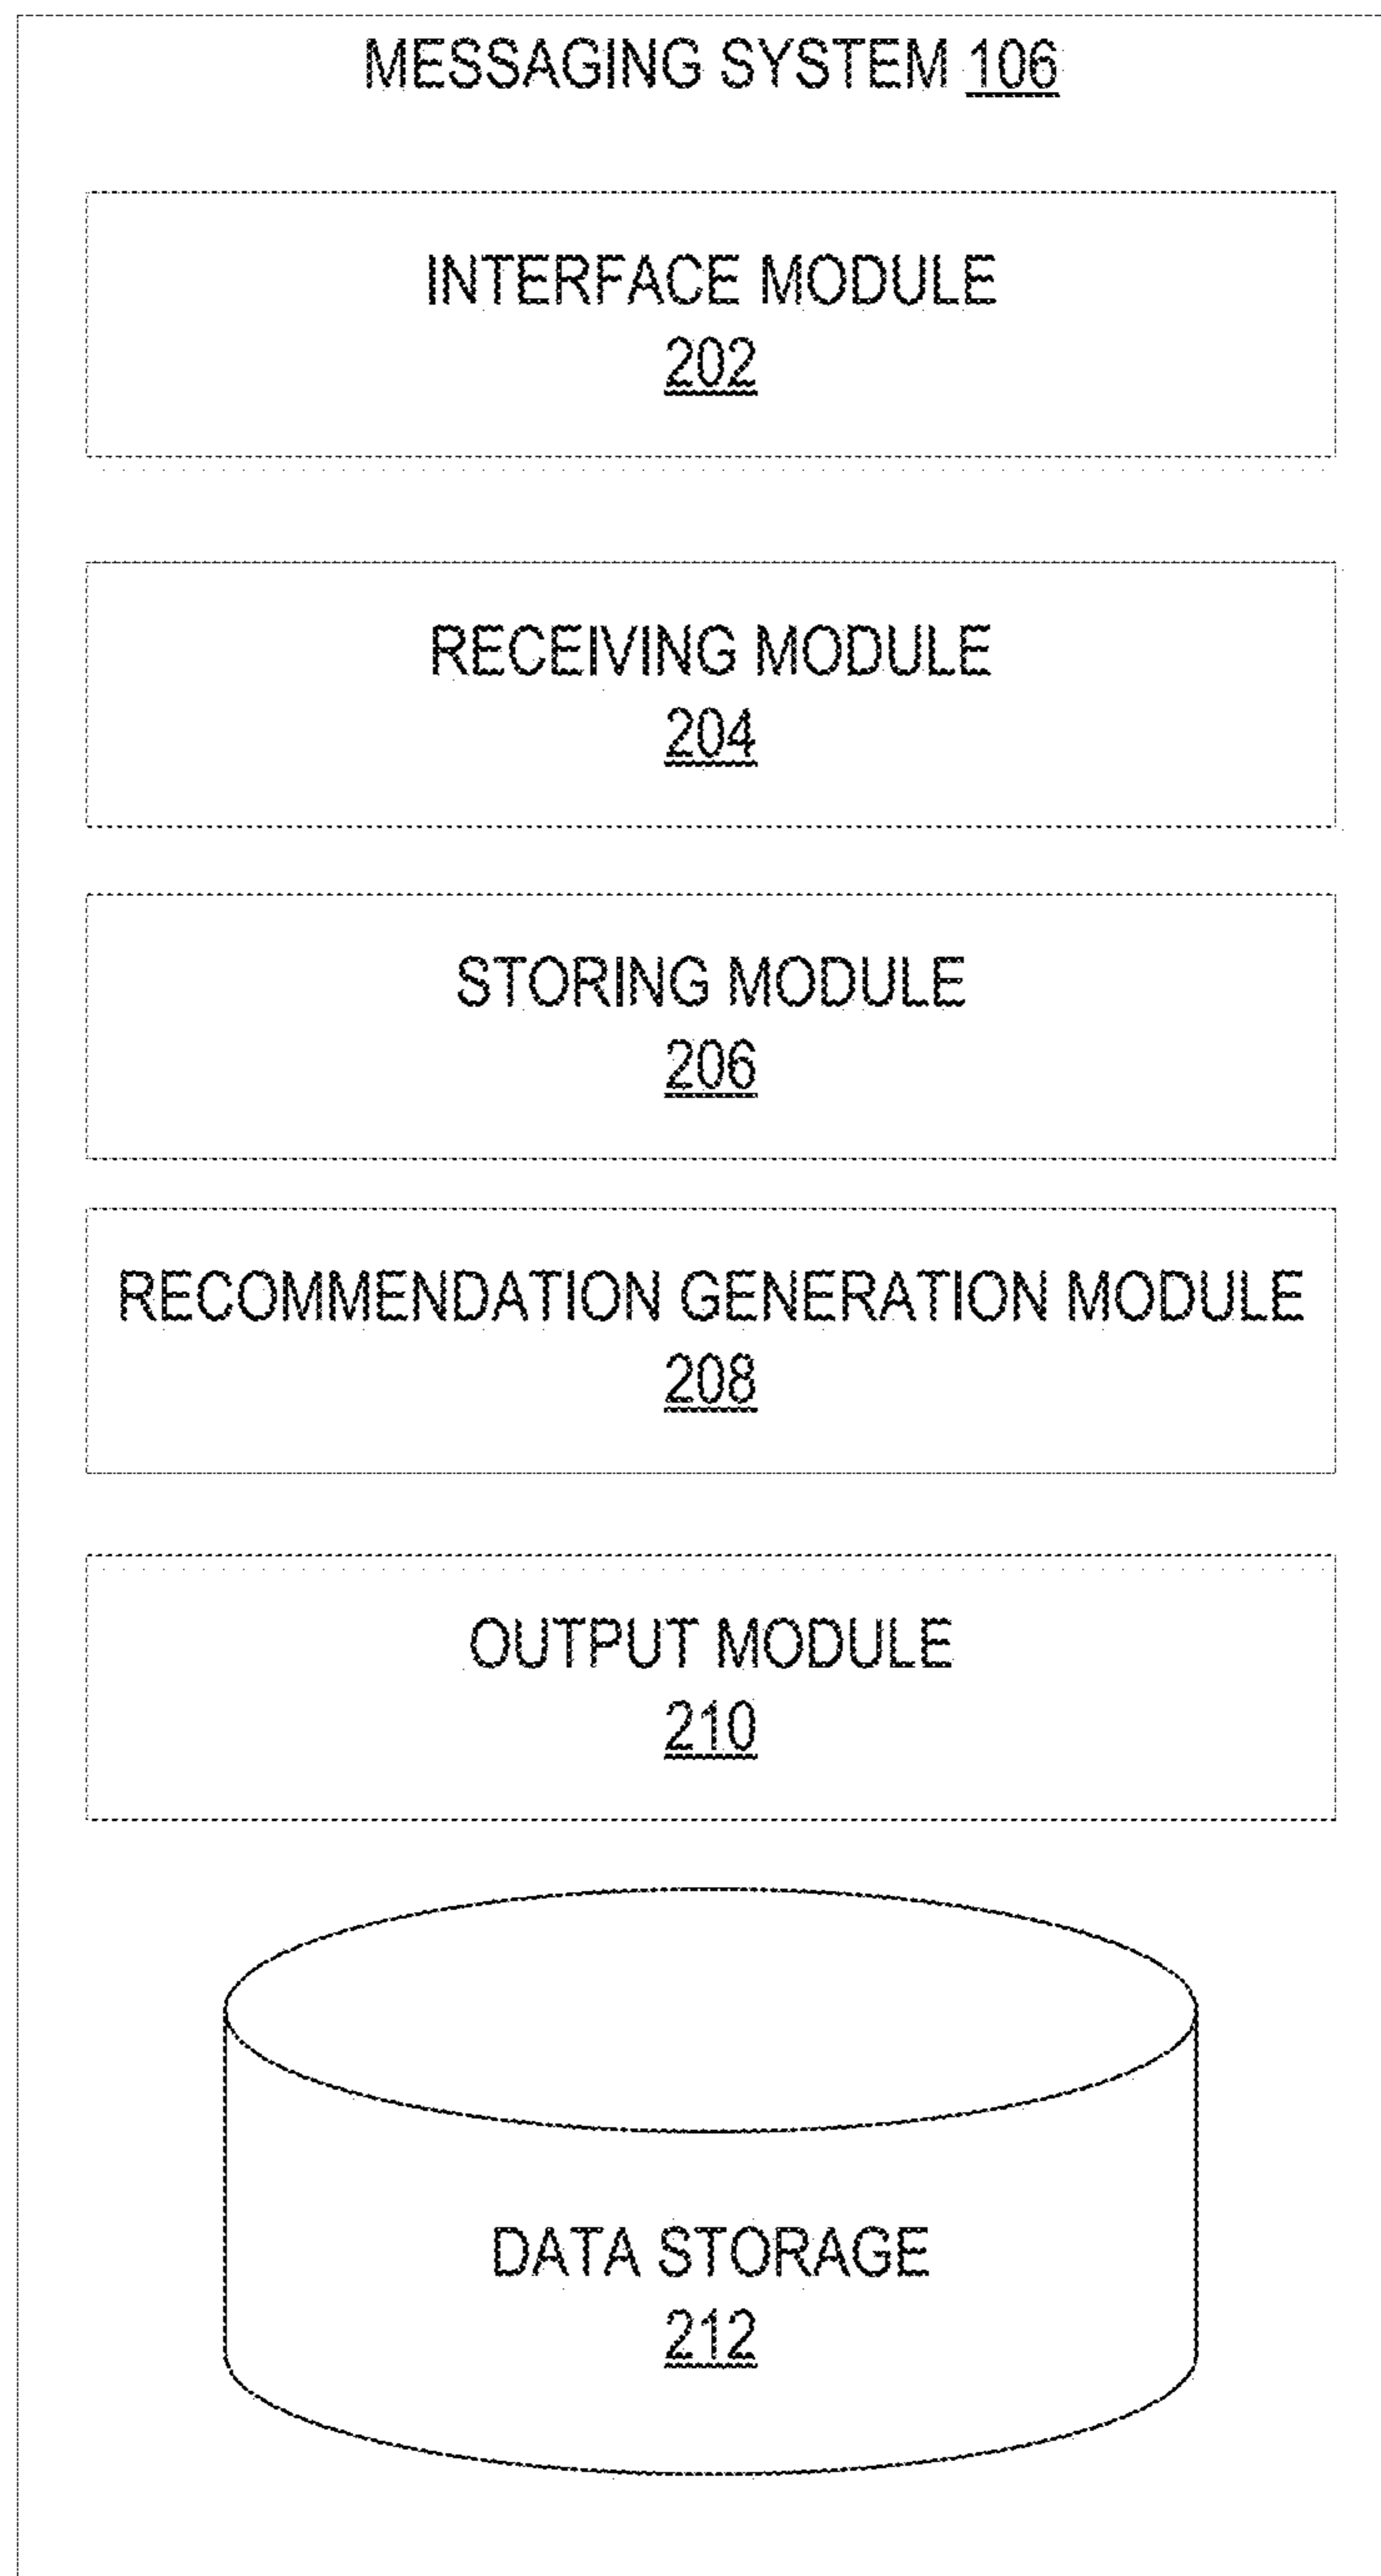 MESSAGING SYSTEM 106
INTERFACE MODULE
202
RECEIVING MODULE
204
STORING MODULE
206
RECOMMENDATION GENERATION MODULE
208
OUTPUT MODULE
210
DATA STORAGE
212